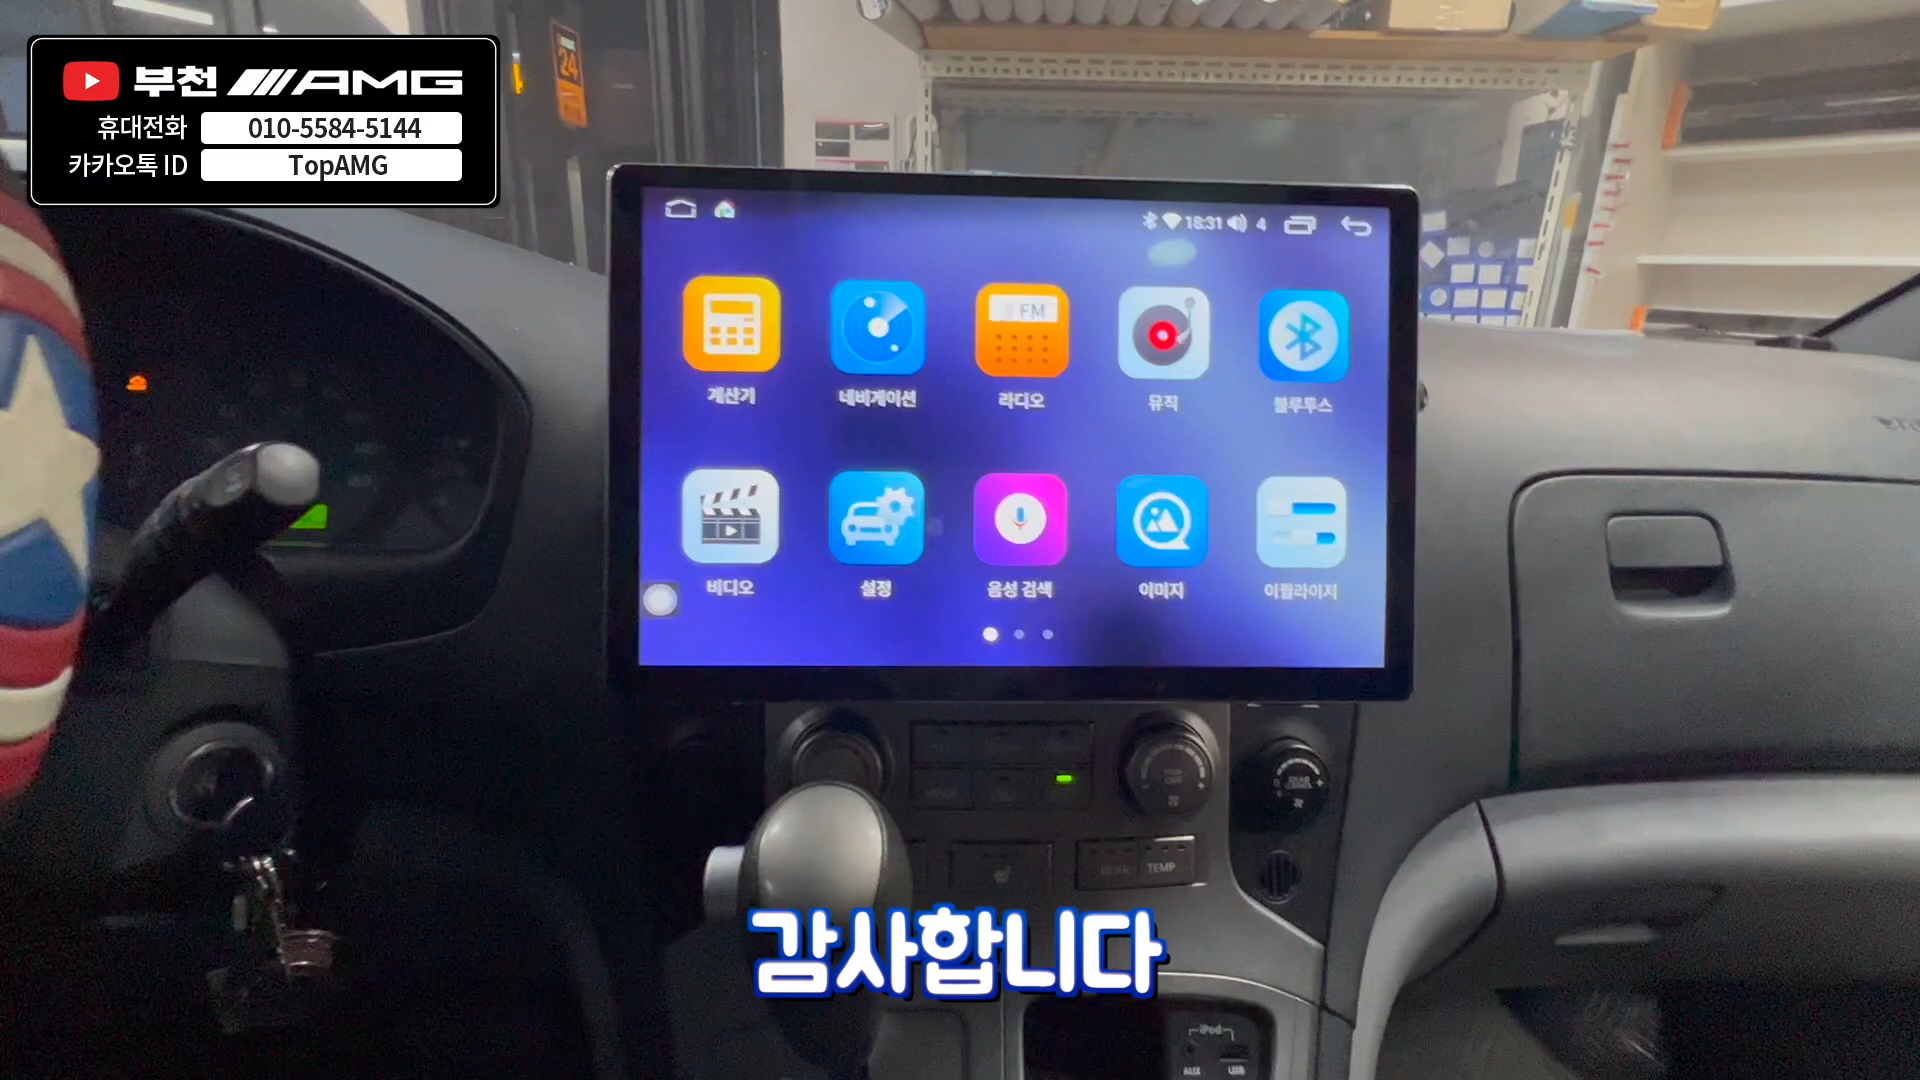 부천 AMG
휴대전화 010-5584-5144
카카오톡 ID TopAMG
24
18:31 4
FM
계산기 네비게이션 라디오 뮤직 블루투스
비디오 설정 음성 검색 이미지 이퀄라이저
REAR TEMP
감사합니다
iPod
AUX USB